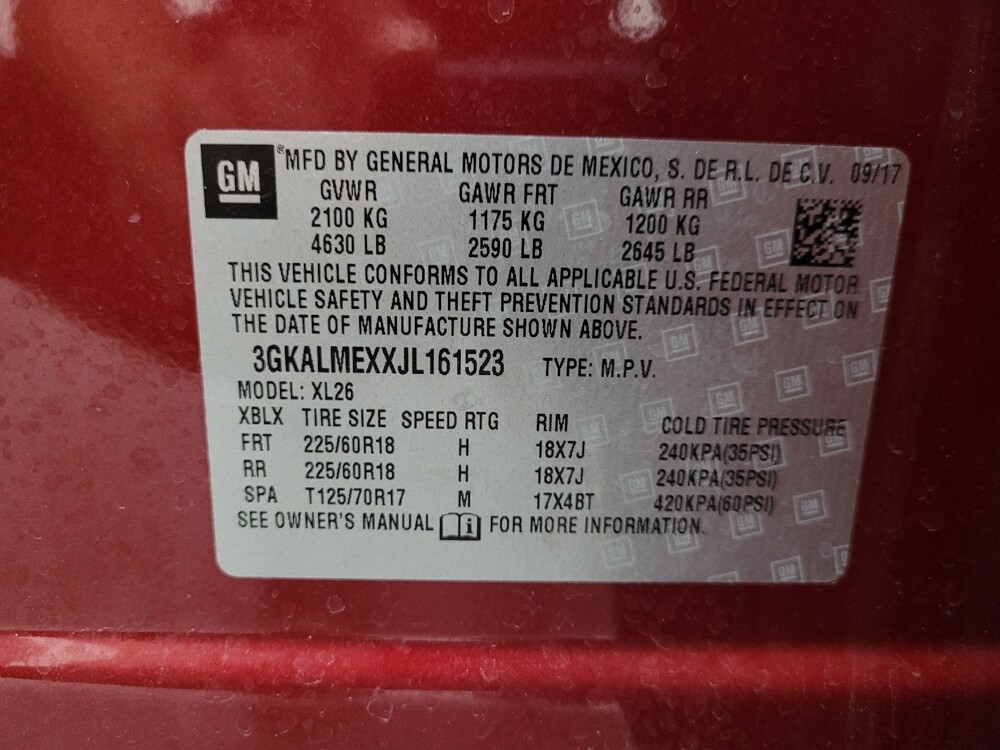 GM
®MFD BY GENERAL MOTORS DE MEXICO, S. DE R.L. DE C.V. 09/17
GVWR GAWR FRT GAWR RR
2100 KG 1175 KG 1200 KG
4630 LB 2590 LB 2645 LB
THIS VEHICLE CONFORMS TO ALL APPLICABLE U.S. FEDERAL MOTOR
VEHICLE SAFETY AND THEFT PREVENTION STANDARDS IN EFFECT ON
THE DATE OF MANUFACTURE SHOWN ABOVE.
3GKALMEXXJL161523 TYPE: M.P.V.
MODEL: XL26
XBLX TIRE SIZE SPEED RTG RIM COLD TIRE PRESSURE
FRT 225/60R18 H 18X7J 240KPA(35PSI)
RR 225/60R18 H 18X7J 240KPA(35PSI)
SPA T125/70R17 M 17X4BT 420KPA(60PSI)
SEE OWNER'S MANUAL i FOR MORE INFORMATION.